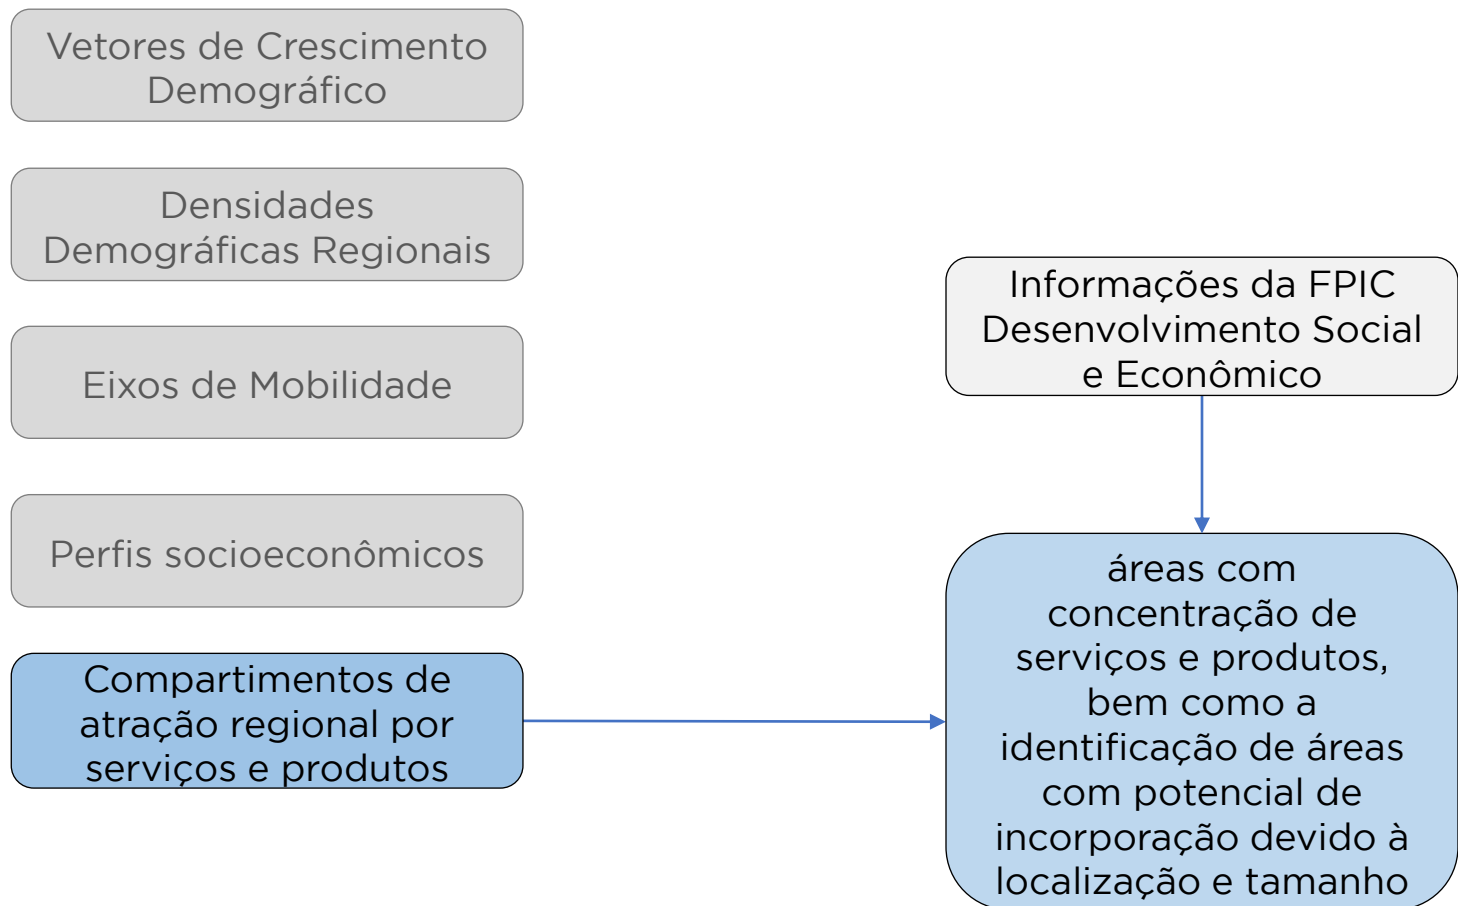 Vetores de Crescimento
Demográfico
Densidades
Demográficas Regionais
Eixos de Mobilidade
Perfis socioeconômicos
Compartimentos de
atração regional por
serviços e produtos
Informações da FPIC
Desenvolvimento Social
e Econômico
áreas com
concentração de
serviços e produtos,
bem como a
identificação de áreas
com potencial de
incorporação devido à
localização e tamanho